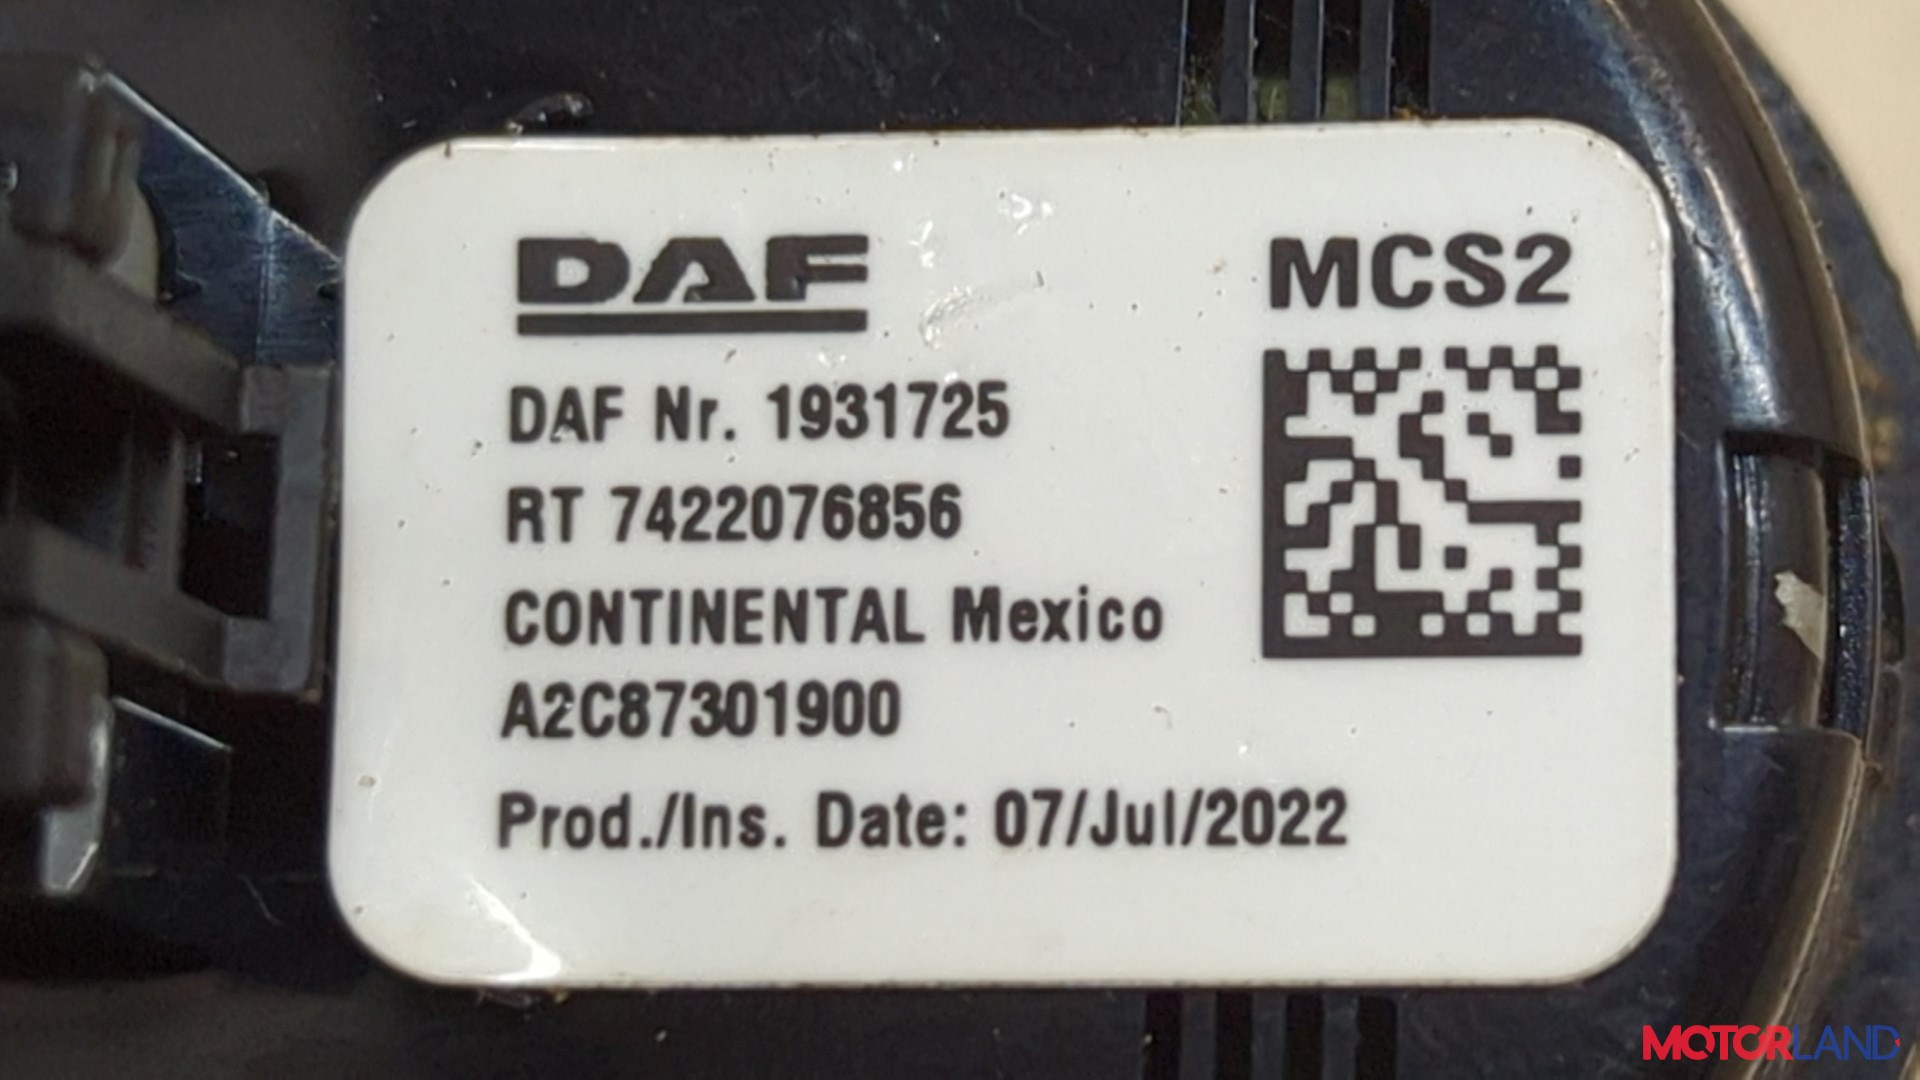 DAF MCS2
DAF Nr. 1931725
RT 7422076856
CONTINENTAL Mexico
A2C87301900
Prod./Ins. Date: 07/Jul/2022
MOTORLAND